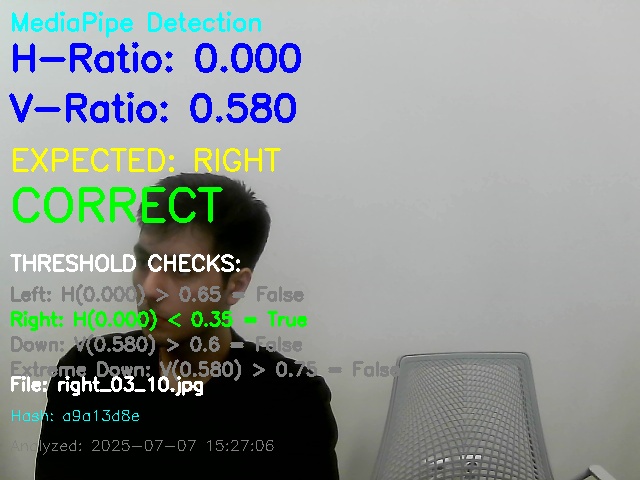 MediaPipe Detection
H-Ratio: 0.000
V-Ratio: 0.580
EXPECTED: RIGHT
CORRECT
THRESHOLD CHECKS:
Left: H(0.000) > 0.65 = False
Right: H(0.000) < 0.35 = True
Down: V(0.580) > 0.6 = False
Extreme Down: V(0.580) > 0.75 = False
File: right_03_10.jpg
Hash: a9a13d8e
Analyzed: 2025-07-07 15:27:06